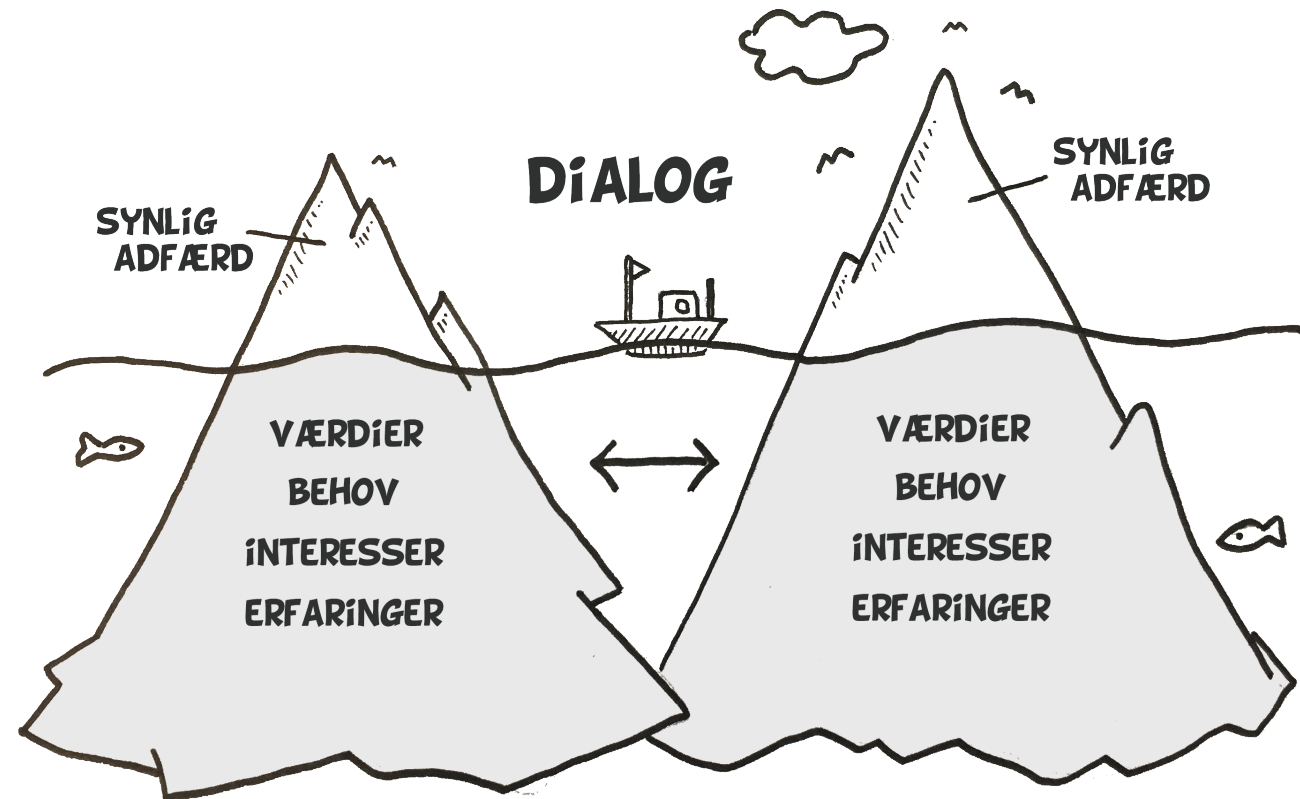 DiALOG
SYNLiG
ADFÆRD
SYNLiG
ADFÆRD
VÆRDiER
BEHOV
iNTERESSER
ERFARiNGER
VÆRDiER
BEHOV
iNTERESSER
ERFARiNGER